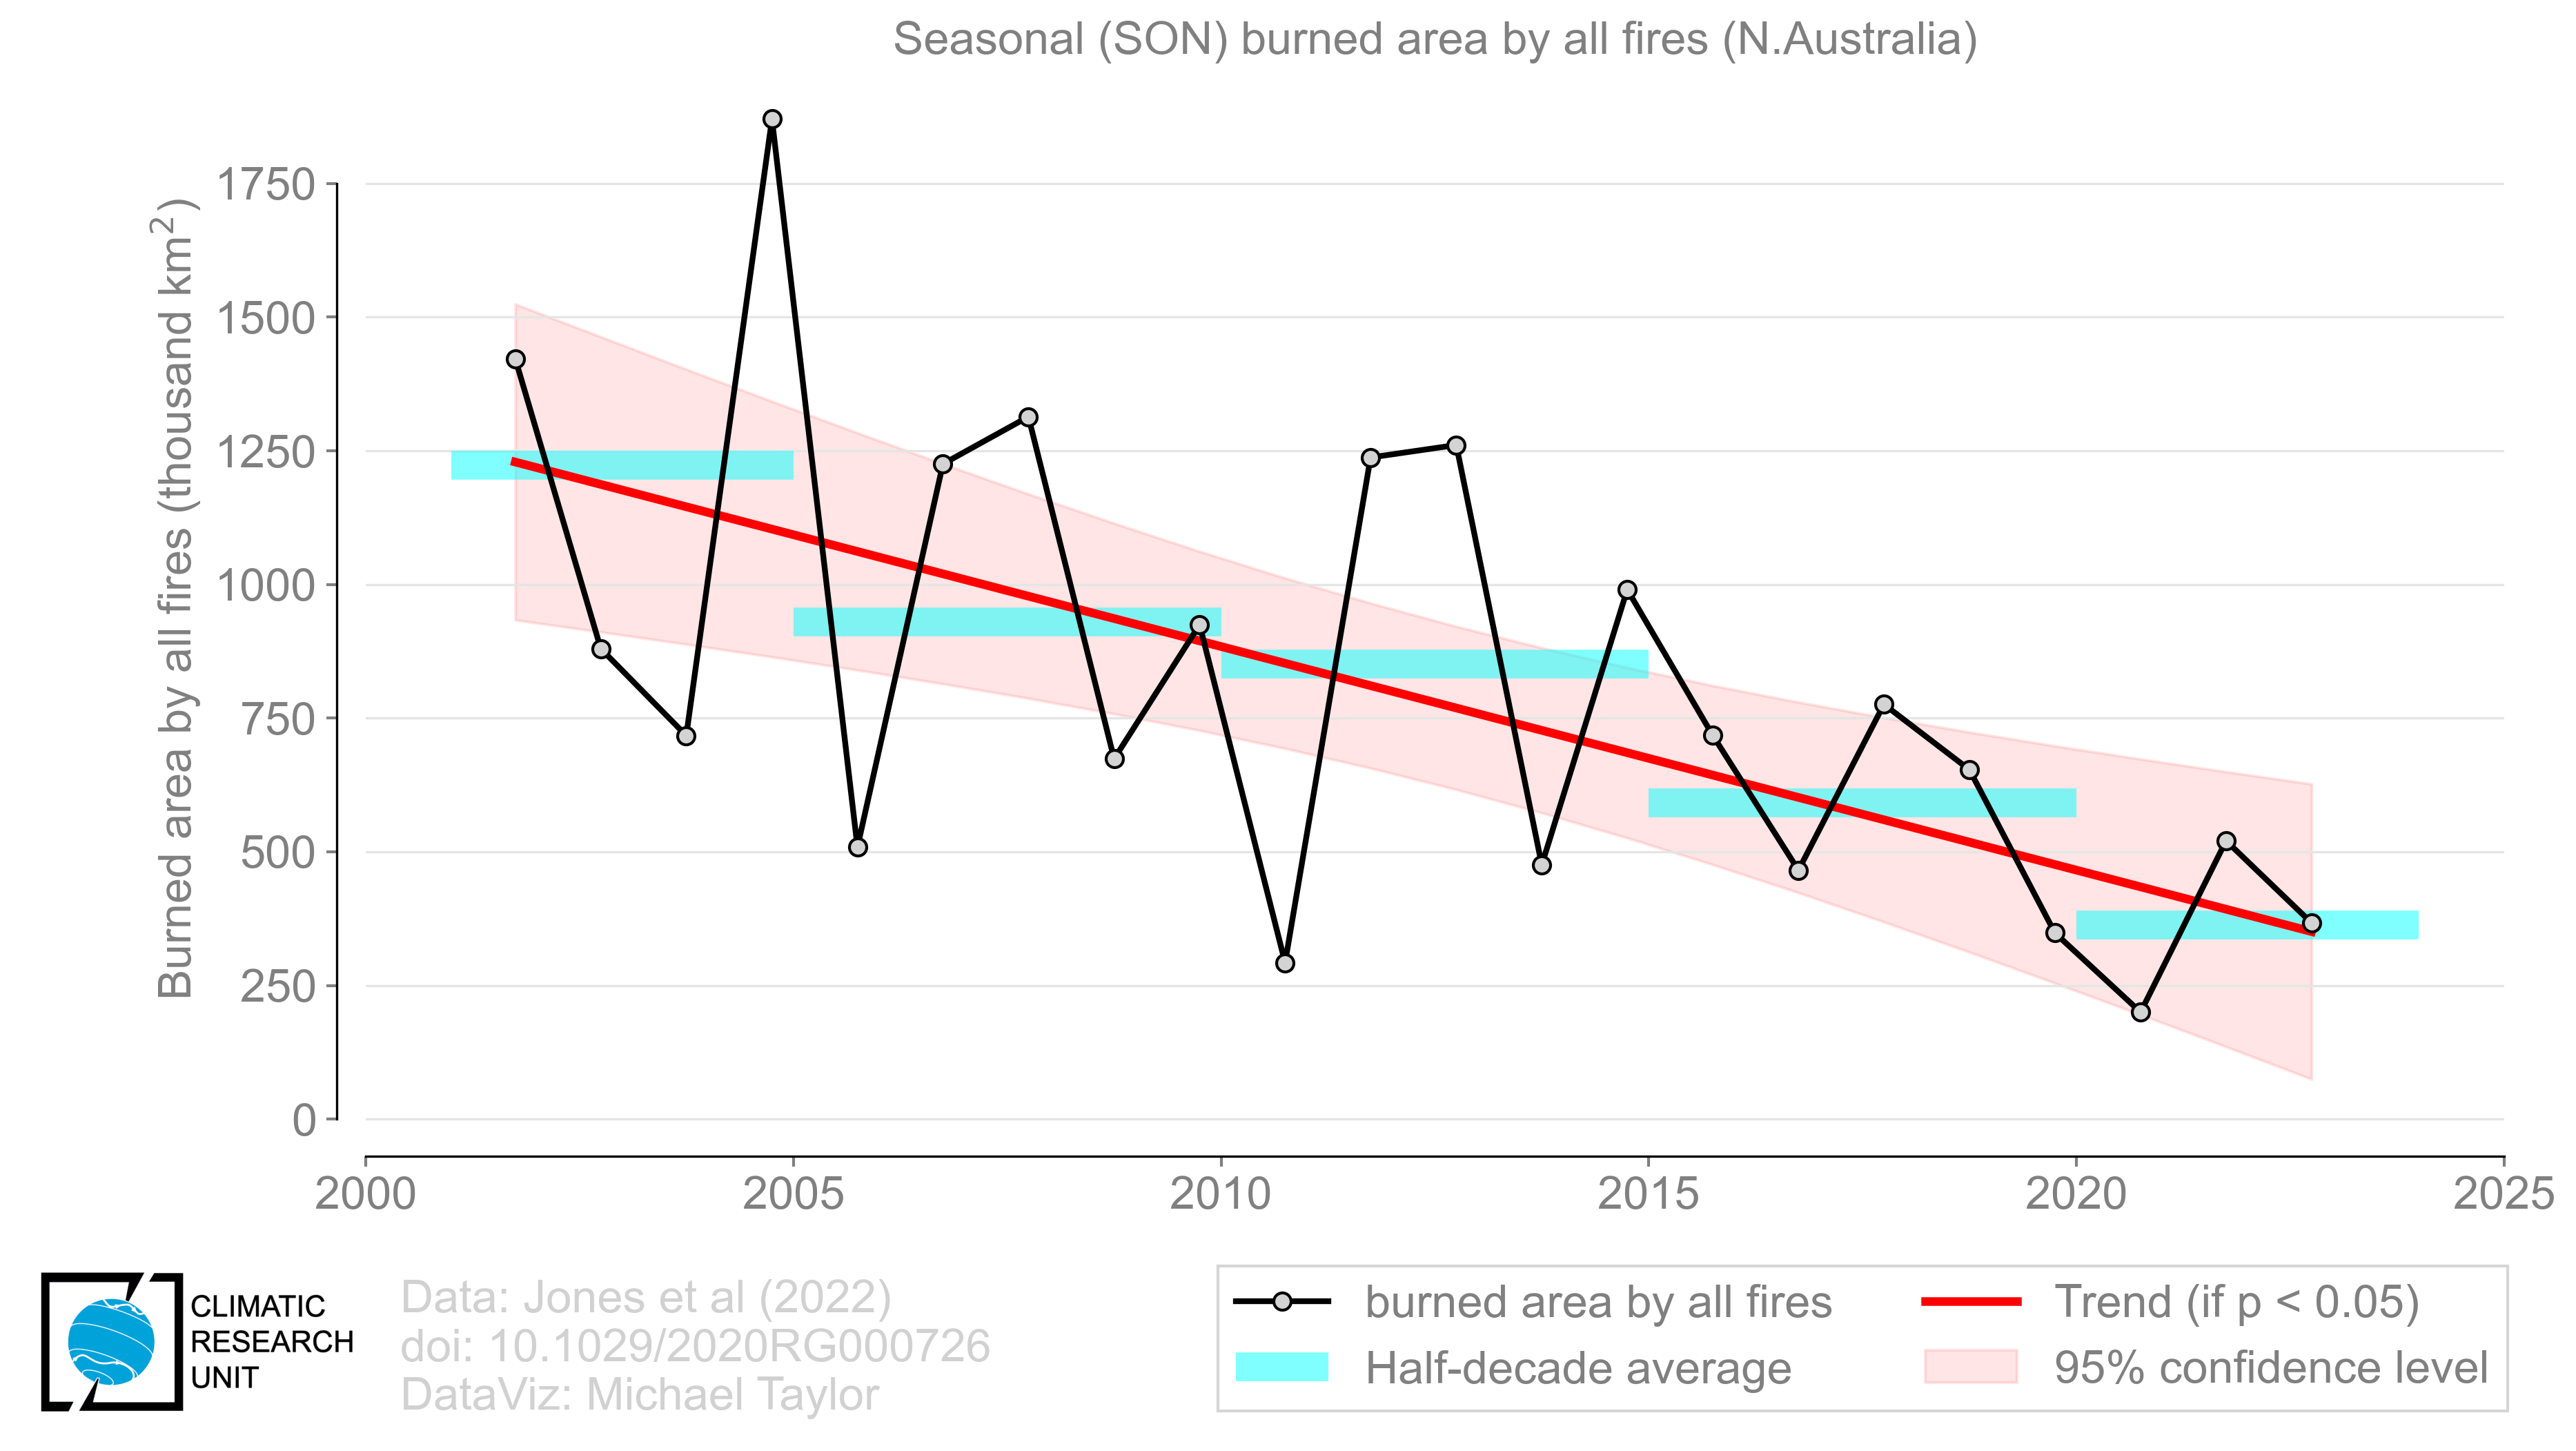 Seasonal (SON) burned area by all fires (N.Australia)
Burned area by all fires (thousand km²)
1750
1500
1250
1000
750
500
250
0
2000 2005 2010 2015 2020 2025
CLIMATIC
RESEARCH
UNIT
Data: Jones et al (2022)
doi: 10.1029/2020RG000726
DataViz: Michael Taylor
burned area by all fires
Half-decade average
Trend (if p < 0.05)
95% confidence level